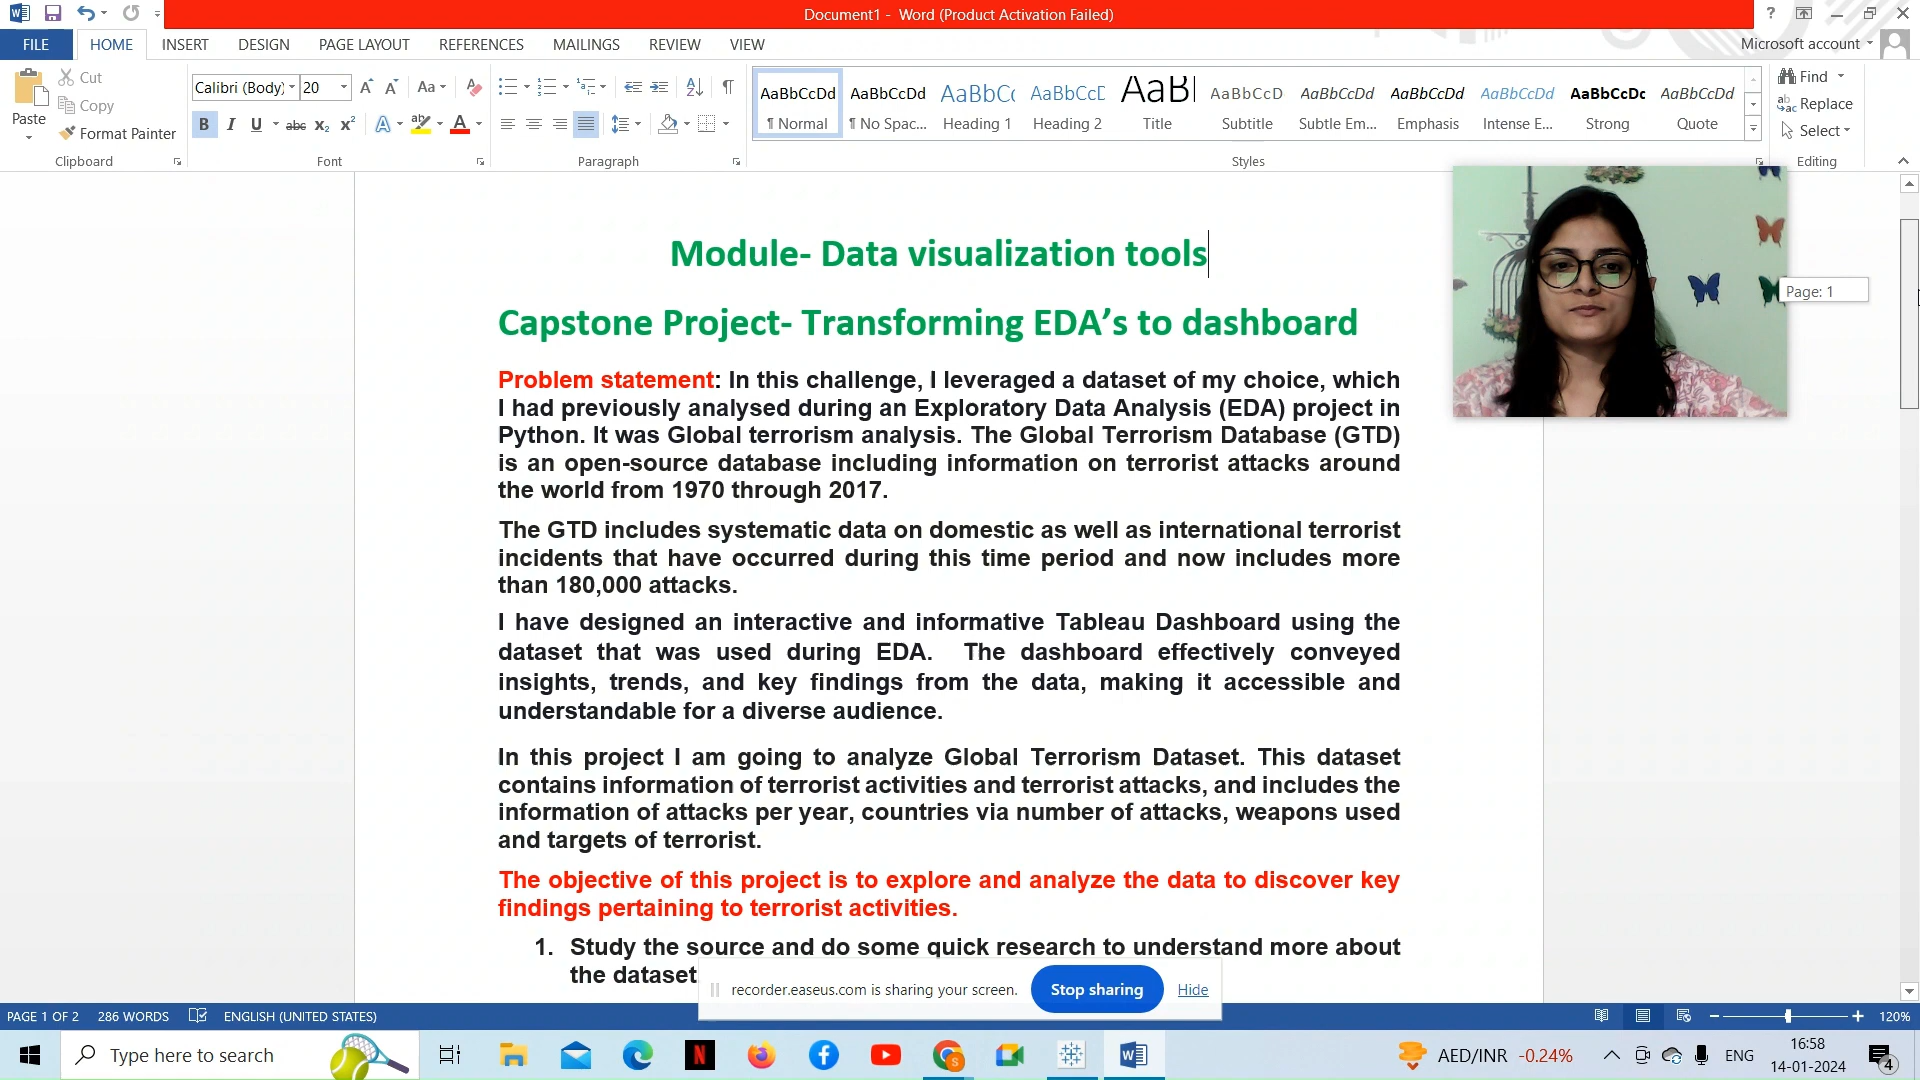 Document1 - Word (Product Activation Failed)
FILE HOME INSERT DESIGN PAGE LAYOUT REFERENCES MAILINGS REVIEW VIEW
Microsoft account
Paste
Cut
Copy
Format Painter
Clipboard
Calibri (Body) 20
Font
Paragraph
AaBbCcDd AaBbCcDd AaBbCc AaBbCcD AaBI AaBbCcD AaBbCcDd AaBbCcDd AaBbCcDd AaBbCcDc AaBbCcDd
¶ Normal ¶ No Spac... Heading 1 Heading 2 Title Subtitle Subtle Em... Emphasis Intense E... Strong Quote
Styles
Find
Replace
Select
Editing
Module- Data visualization tools
Page: 1
Capstone Project- Transforming EDA’s to dashboard
Problem statement: In this challenge, I leveraged a dataset of my choice, which
I had previously analysed during an Exploratory Data Analysis (EDA) project in
Python. It was Global terrorism analysis. The Global Terrorism Database (GTD)
is an open-source database including information on terrorist attacks around
the world from 1970 through 2017.
The GTD includes systematic data on domestic as well as international terrorist
incidents that have occurred during this time period and now includes more
than 180,000 attacks.
I have designed an interactive and informative Tableau Dashboard using the
dataset that was used during EDA. The dashboard effectively conveyed
insights, trends, and key findings from the data, making it accessible and
understandable for a diverse audience.
In this project I am going to analyze Global Terrorism Dataset. This dataset
contains information of terrorist activities and terrorist attacks, and includes the
information of attacks per year, countries via number of attacks, weapons used
and targets of terrorist.
The objective of this project is to explore and analyze the data to discover key
findings pertaining to terrorist activities.
1. Study the source and do some quick research to understand more about
the dataset
recorder.easeus.com is sharing your screen. Stop sharing Hide
PAGE 1 OF 2 286 WORDS ENGLISH (UNITED STATES) 120%
Type here to search
AED/INR -0.24% ENG 16:58
14-01-2024 4